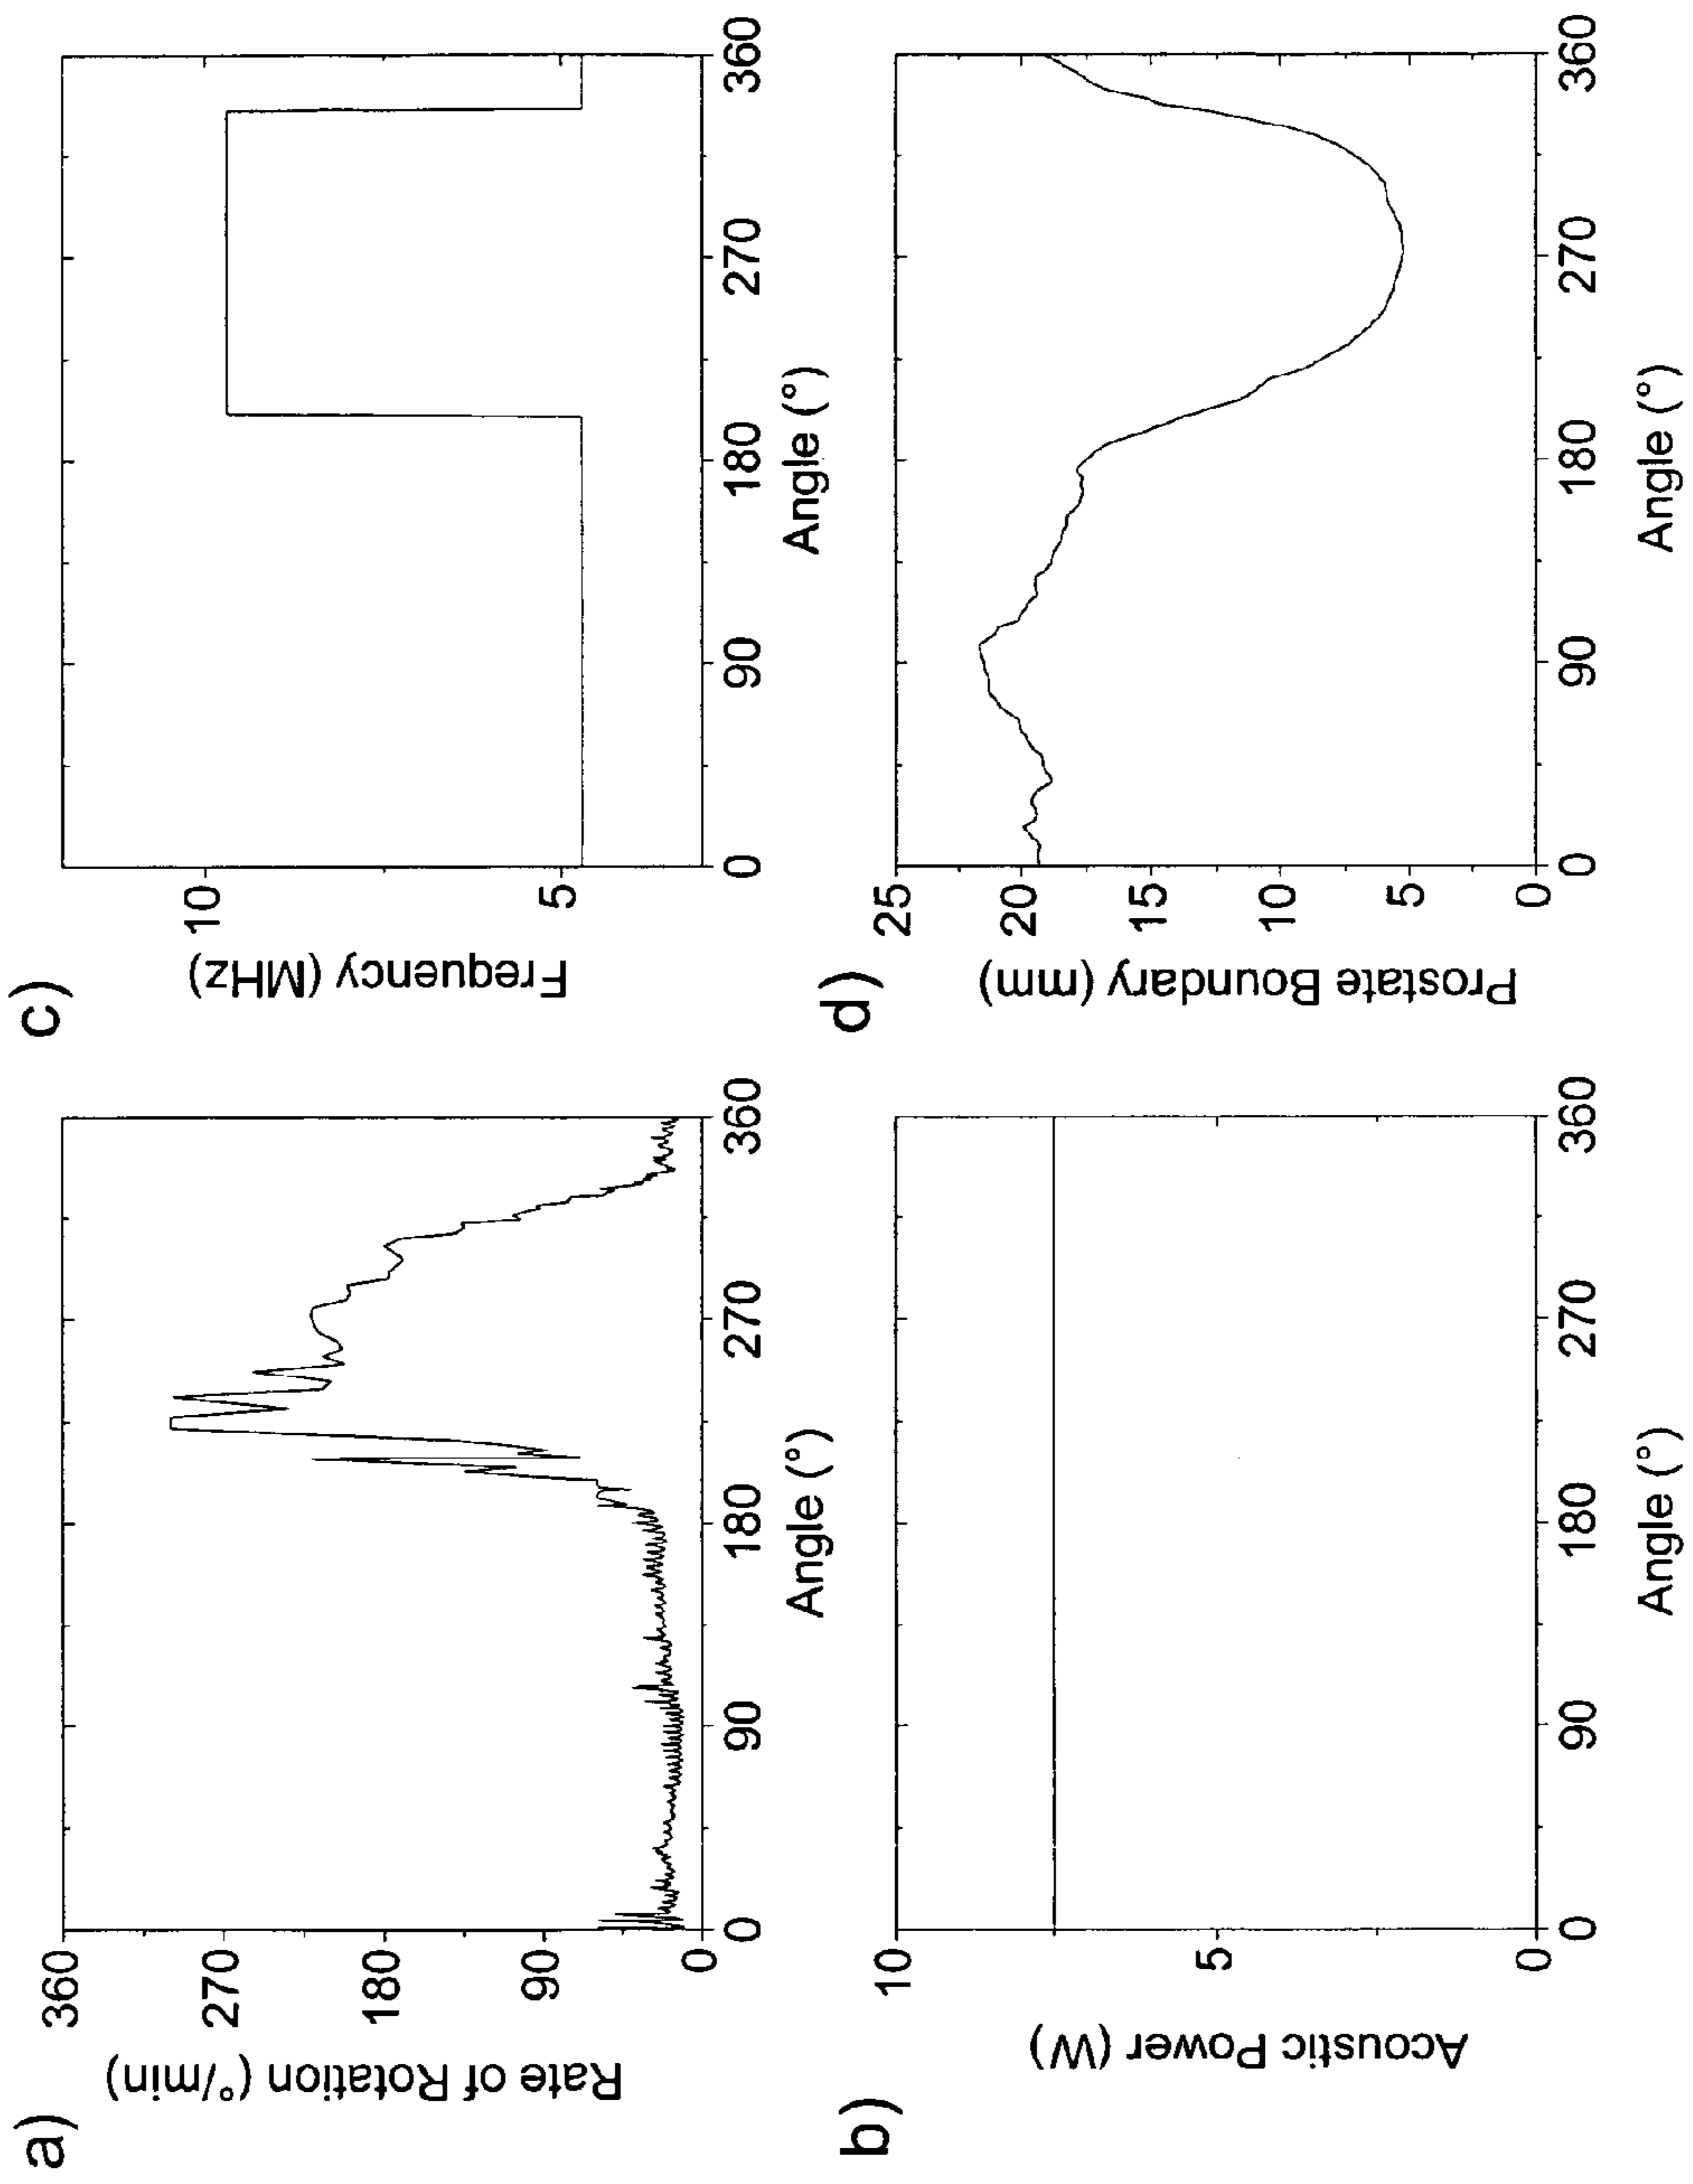 a)
Rate of Rotation (°/min)
360
270
180
90
0
0 90 180 270 360
Angle (°)
c)
Frequency (MHz)
10
5
0 90 180 270 360
Angle (°)
b)
Acoustic Power (W)
10
5
0
0 90 180 270 360
Angle (°)
d)
Prostate Boundary (mm)
25
20
15
10
5
0
0 90 180 270 360
Angle (°)